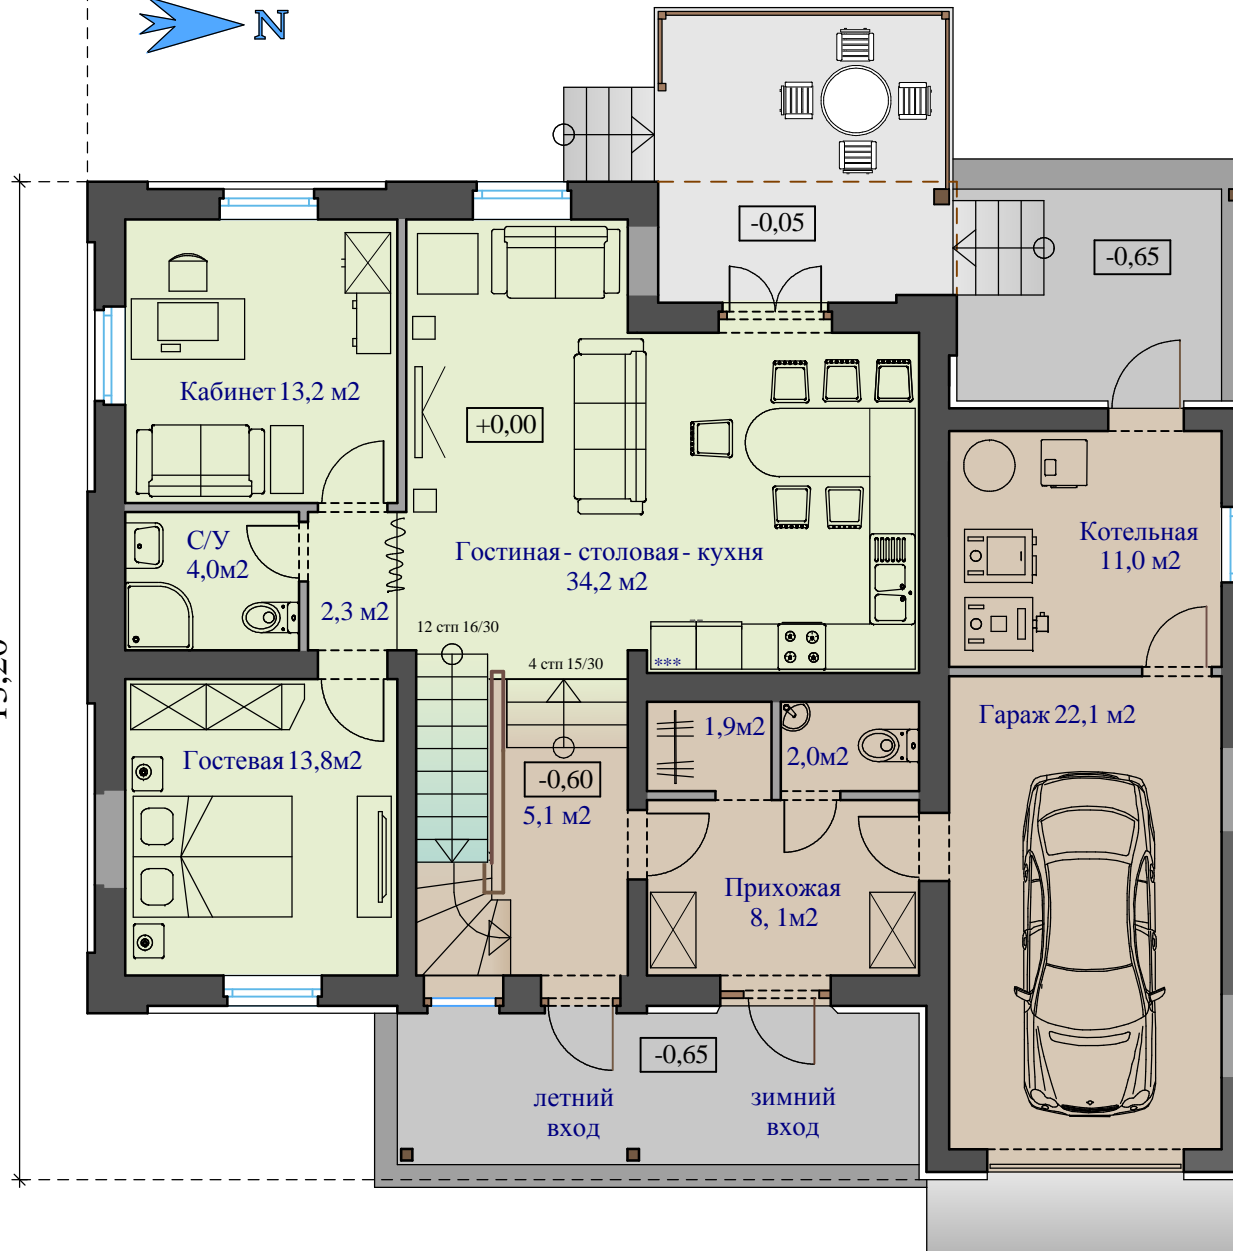 N
-0,05
-0,65
Кабинет 13,2 м2
+0,00
С/У
4,0м2
Гостиная - столовая - кухня
34,2 м2
Котельная
11,0 м2
2,3 м2
12 стп 16/30
4 стп 15/30
***
1,9м2
2,0м2
Гараж 22,1 м2
Гостевая 13,8м2
-0,60
5,1 м2
Прихожая
8, 1м2
-0,65
летний
вход
зимний
вход